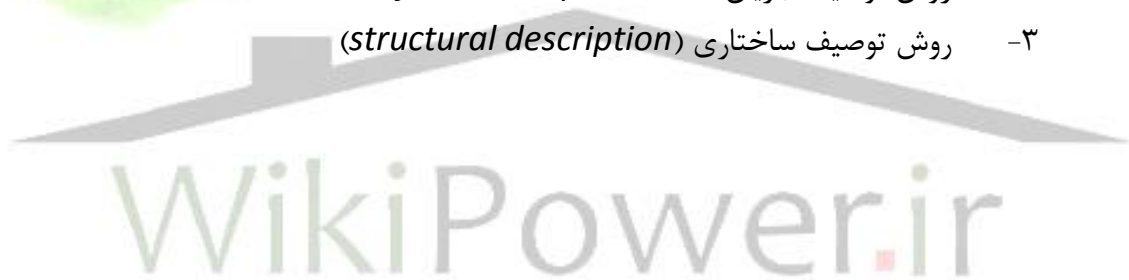 ۳- روش توصیف ساختاری (structural description)
WikiPower.ir